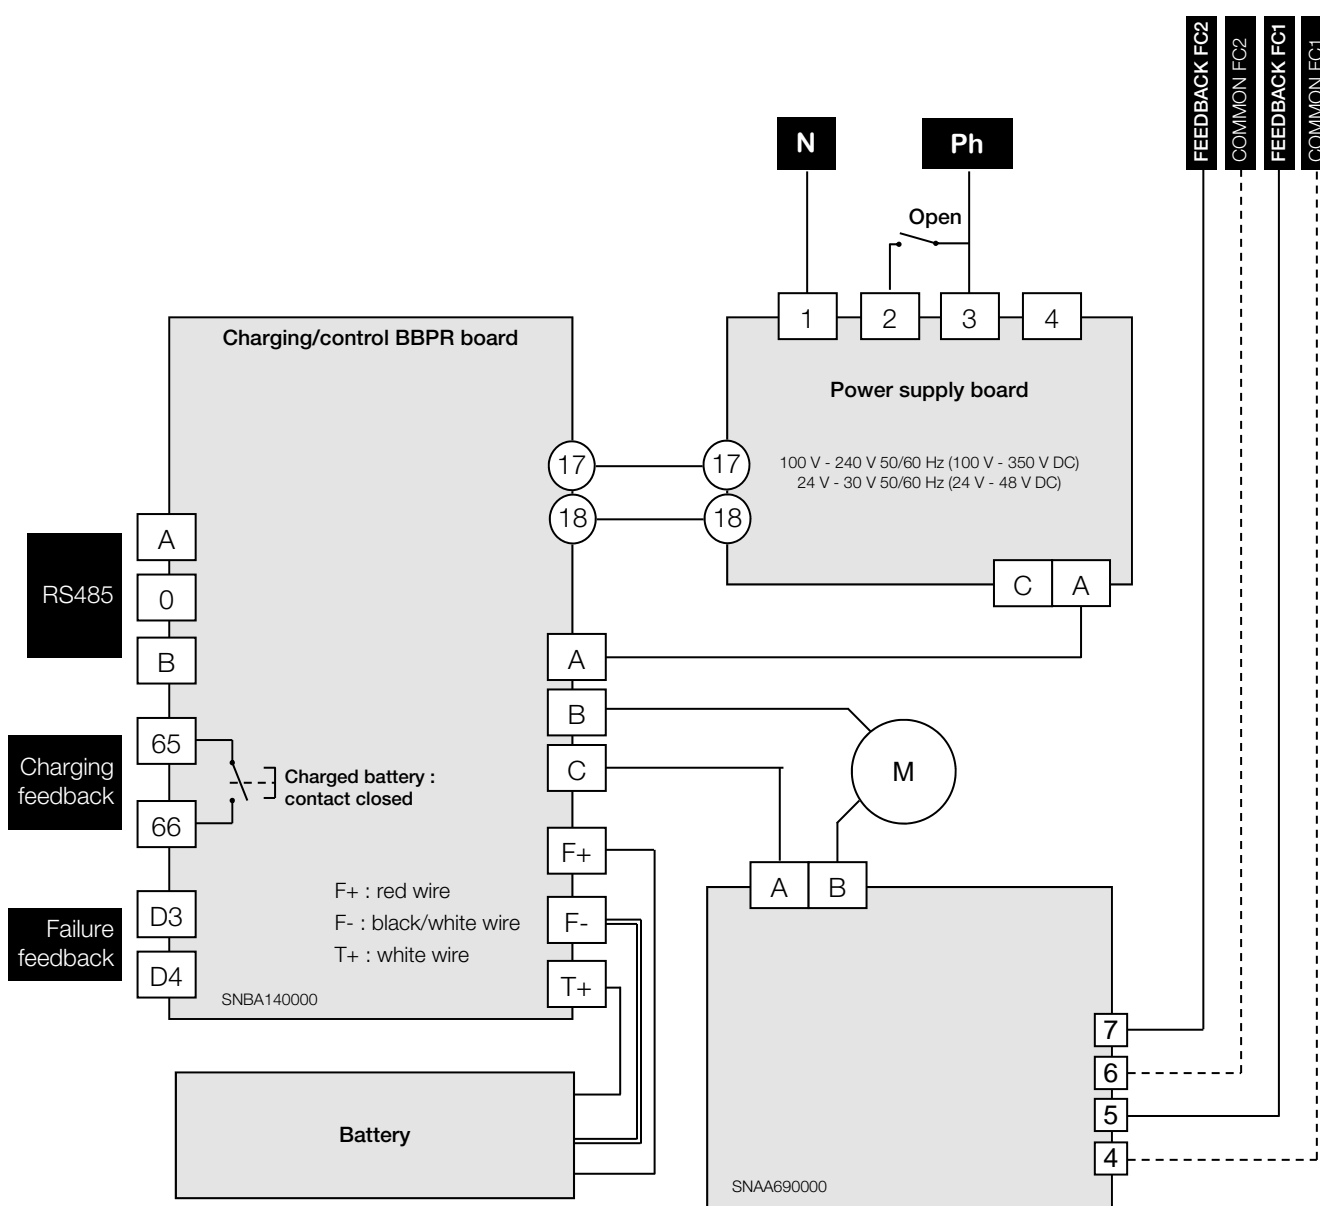 FEEDBACK FC2
COMMON FC2
FEEDBACK FC1
COMMON FC1
N
Ph
Open
1
2
3
4
Charging/control BBPR board
Power supply board
100 V - 240 V 50/60 Hz (100 V - 350 V DC)
24 V - 30 V 50/60 Hz (24 V - 48 V DC)
17
17
18
18
C
A
RS485
A
0
B
A
B
C
M
Charging
feedback
65
66
Charged battery :
contact closed
F+
F-
T+
F+ : red wire
F- : black/white wire
T+ : white wire
Failure
feedback
D3
D4
SNBA140000
A
B
7
6
5
4
Battery
SNAA690000